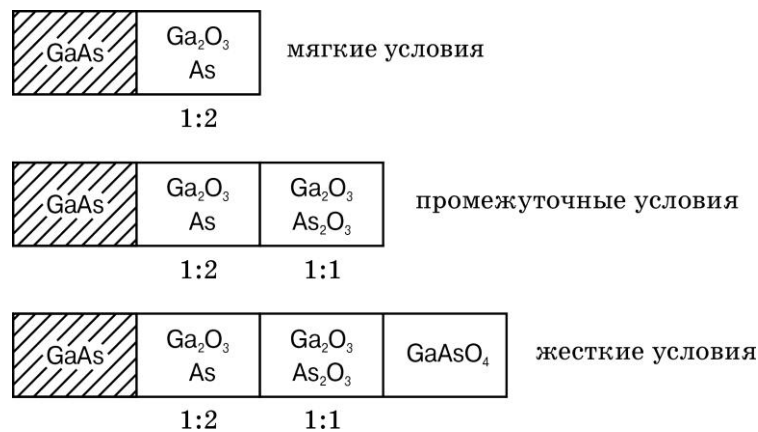 GaAs Ga₂O₃ мягкие условия
As
1:2
GaAs Ga₂O₃ Ga₂O₃ промежуточные условия
As As₂O₃
1:2 1:1
GaAs Ga₂O₃ Ga₂O₃ GaAsO₄ жесткие условия
As As₂O₃
1:2 1:1